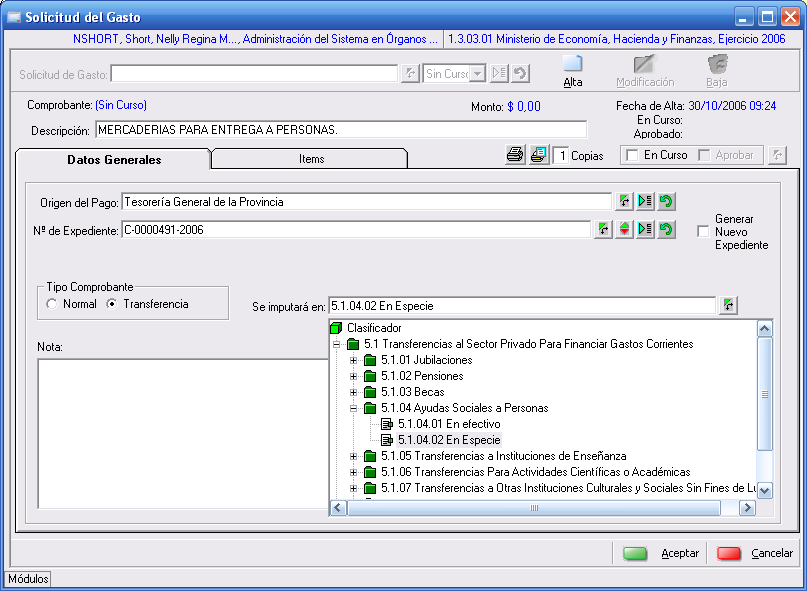 Solicitud del Gasto
NSHORT, Short, Nelly Regina M..., Administración del Sistema en Órganos ... 1.3.03.01 Ministerio de Economía, Hacienda y Finanzas, Ejercicio 2006
Solicitud de Gasto: Sin Curso
Alta Modificación Baja
Comprobante: (Sin Curso) Monto: $ 0,00 Fecha de Alta: 30/10/2006 09:24
En Curso:
Aprobado:
Descripción: MERCADERIAS PARA ENTREGA A PERSONAS.
Datos Generales Items 1 Copias En Curso Aprobar
Origen del Pago: Tesorería General de la Provincia
Nº de Expediente: C-0000491-2006
Generar
Nuevo
Expediente
Tipo Comprobante
Normal Transferencia
Se imputará en: 5.1.04.02 En Especie
Nota:
Clasificador
5.1 Transferencias al Sector Privado Para Financiar Gastos Corrientes
5.1.01 Jubilaciones
5.1.02 Pensiones
5.1.03 Becas
5.1.04 Ayudas Sociales a Personas
5.1.04.01 En efectivo
5.1.04.02 En Especie
5.1.05 Transferencias a Instituciones de Enseñanza
5.1.06 Transferencias Para Actividades Científicas o Académicas
5.1.07 Transferencias a Otras Instituciones Culturales y Sociales Sin Fines de Lu
Aceptar Cancelar
Módulos